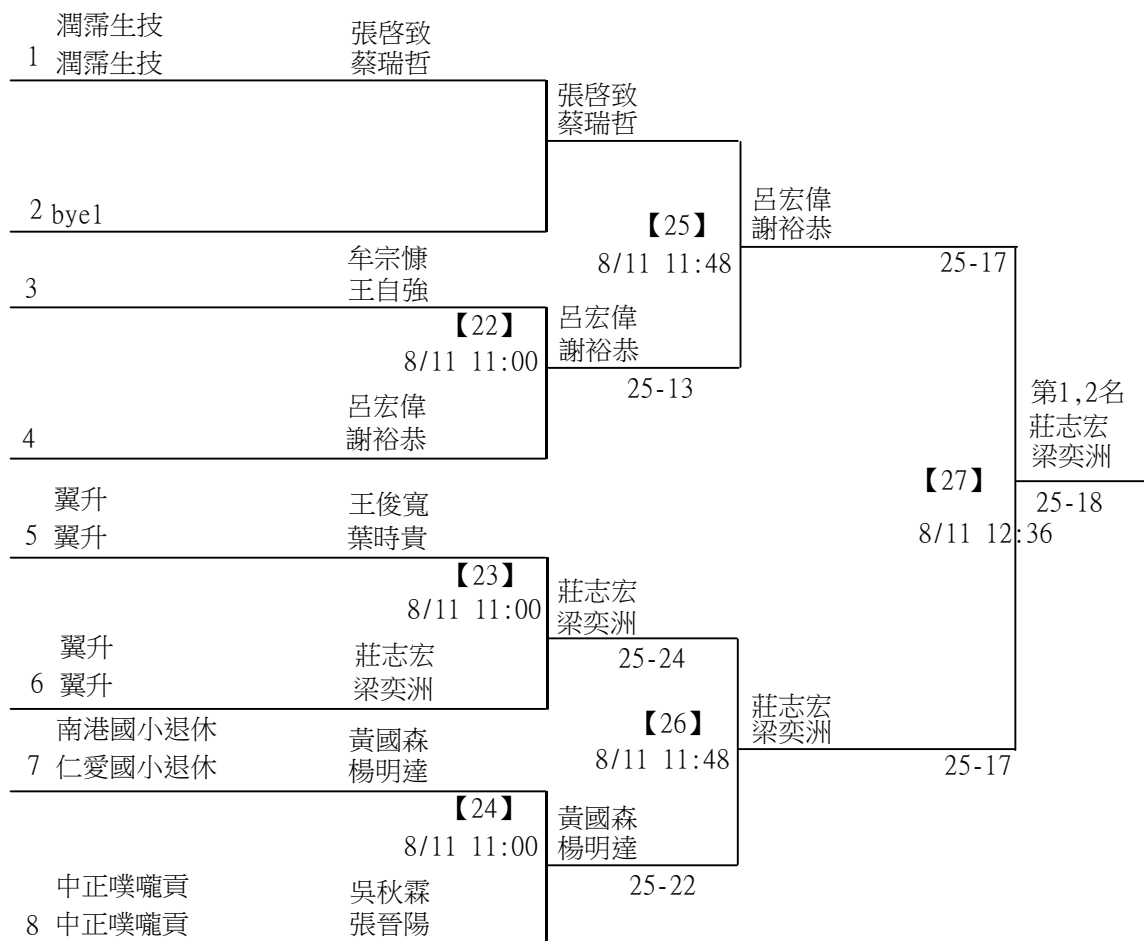 潤霈生技 張啓致
1 潤霈生技 蔡瑞哲
張啓致
蔡瑞哲
2 bye1
呂宏偉
謝裕恭
【25】
8/11 11:48
25-17
牟宗慷
3 王自強
【22】
8/11 11:00
呂宏偉
謝裕恭
25-13
呂宏偉
4 謝裕恭
第1,2名
莊志宏
梁奕洲
【27】
25-18
8/11 12:36
翼升 王俊寬
5 翼升 葉時貴
【23】
8/11 11:00
莊志宏
梁奕洲
25-24
翼升 莊志宏
6 翼升 梁奕洲
莊志宏
梁奕洲
【26】
8/11 11:48
25-17
南港國小退休 黃國森
7 仁愛國小退休 楊明達
【24】
8/11 11:00
黃國森
楊明達
25-22
中正噗嚨貢 吳秋霖
8 中正噗嚨貢 張晉陽